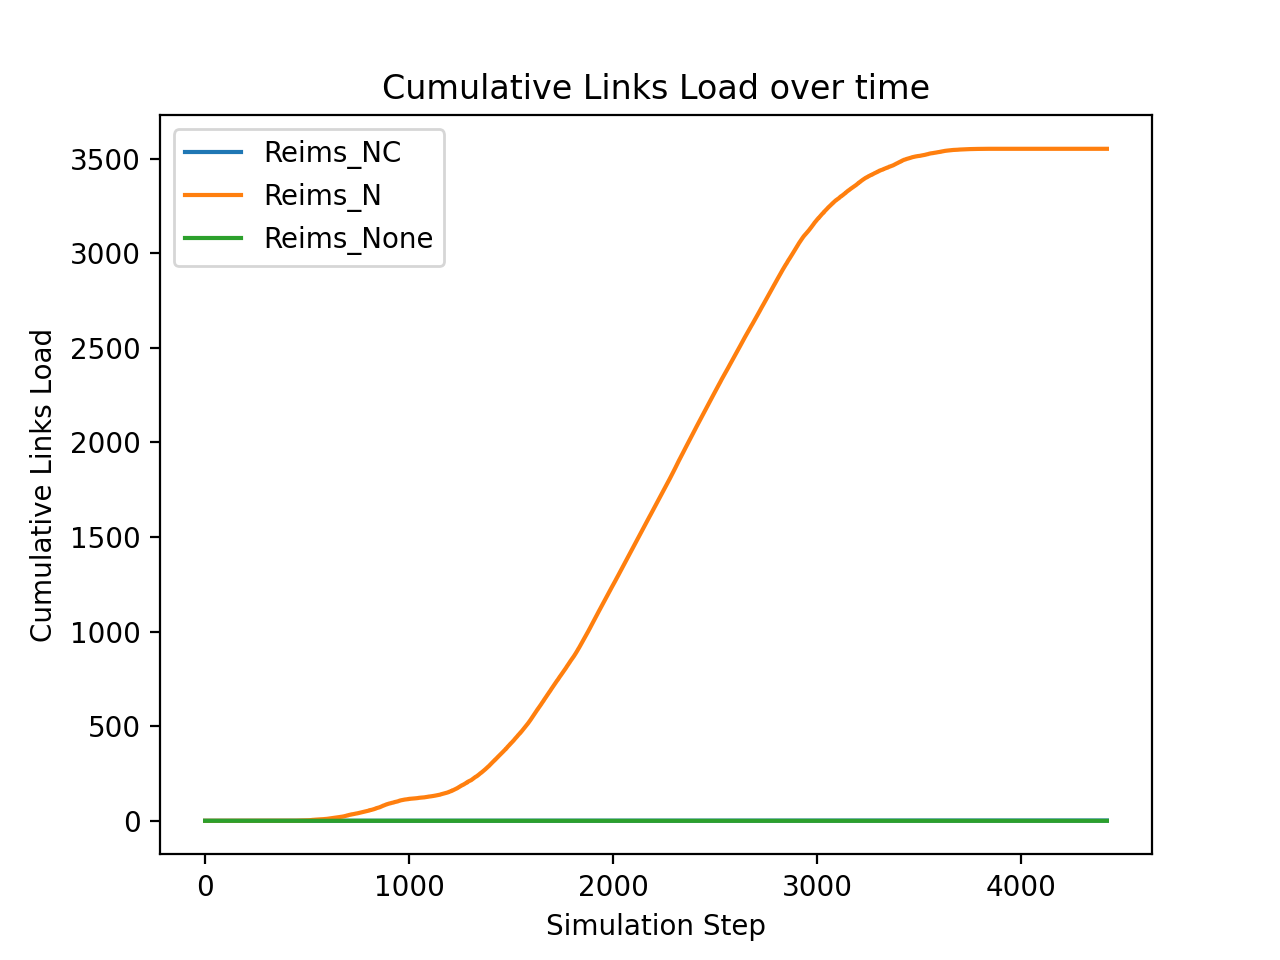 Cumulative Links Load over time
Reims_NC
Reims_N
Reims_None
Cumulative Links Load
3500
3000
2500
2000
1500
1000
500
0
0 1000 2000 3000 4000
Simulation Step